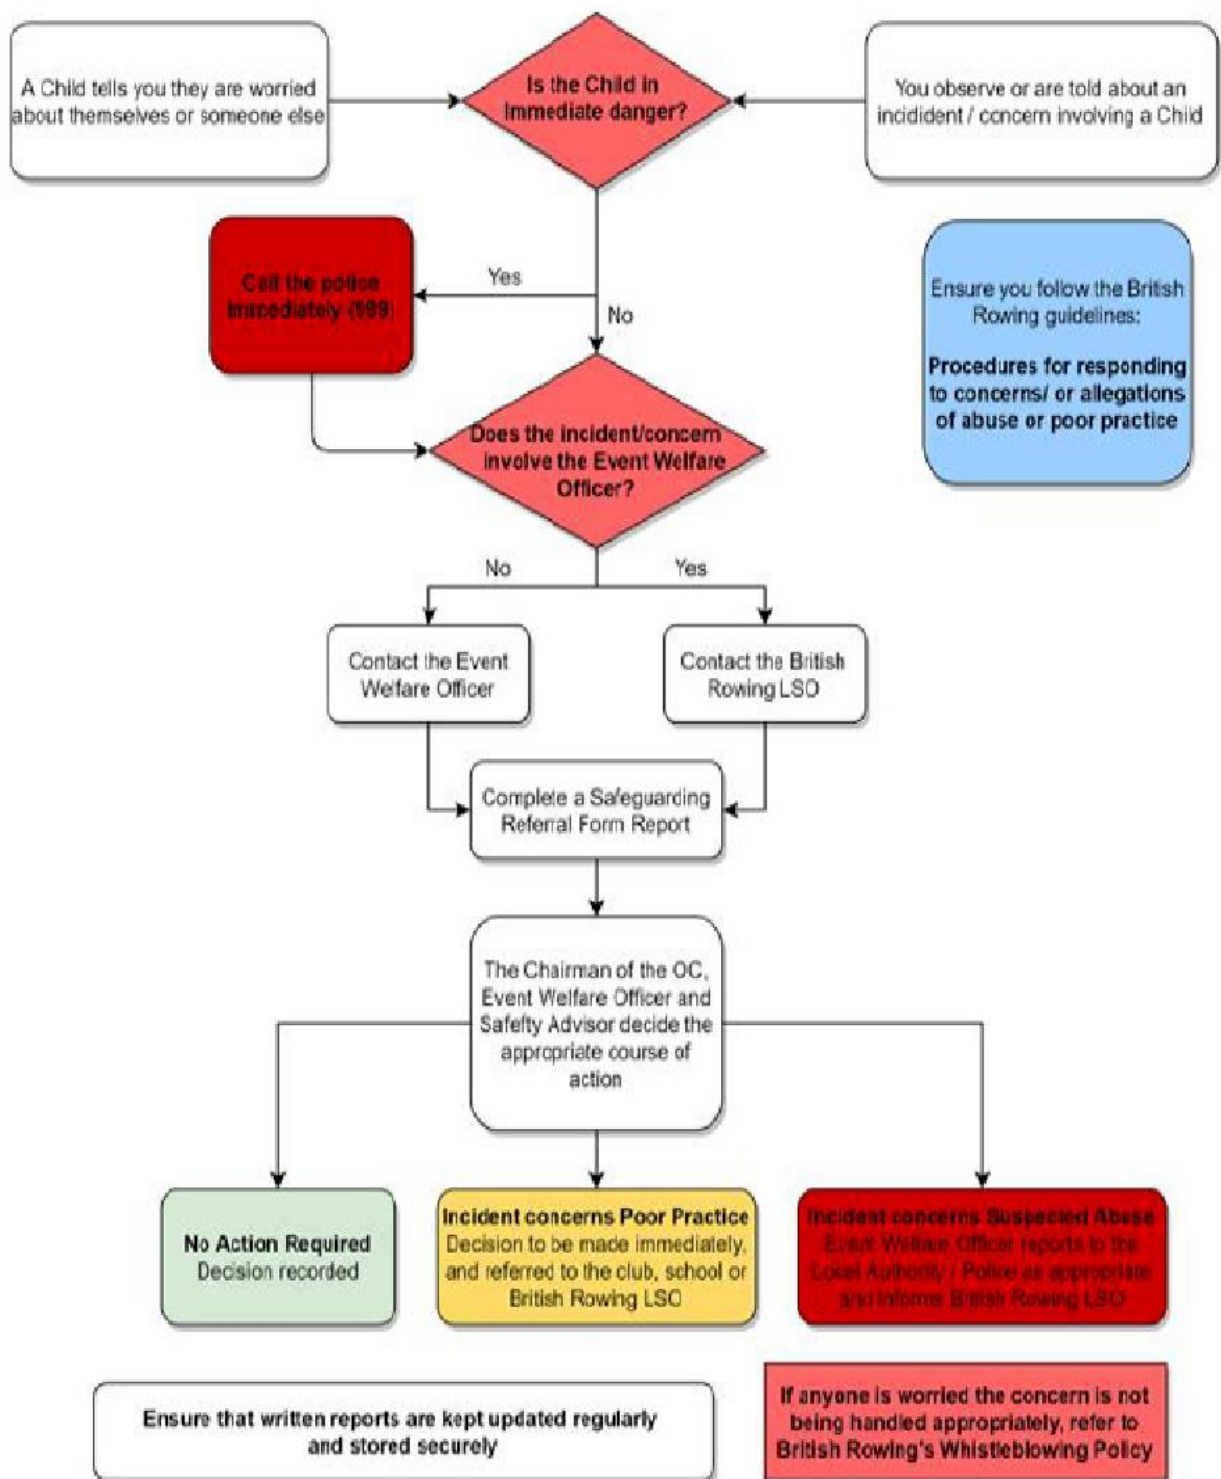 A Child tells you they are worried
about themselves or someone else
Is the Child in
Immediate danger?
You observe or are told about an
incidident / concern involving a Child
Call the police
immediately (999)
Yes
No
Ensure you follow the British
Rowing guidelines:
Procedures for responding
to concerns/ or allegations
of abuse or poor practice
Does the incident/concern
involve the Event Welfare
Officer?
No
Yes
Contact the Event
Welfare Officer
Contact the British
Rowing LSO
Complete a Safeguarding
Referral Form Report
The Chairman of the OC,
Event Welfare Officer and
Safefty Advisor decide the
appropriate course of
action
No Action Required
Decision recorded
Incident concerns Poor Practice
Decision to be made immediately,
and referred to the club, school or
British Rowing LSO
Incident concerns Suspected Abuse
Event Welfare Officer reports to the
Local Authority / Police as appropriate
and informs British Rowing LSO
Ensure that written reports are kept updated regularly
and stored securely
If anyone is worried the concern is not
being handled appropriately, refer to
British Rowing's Whistleblowing Policy